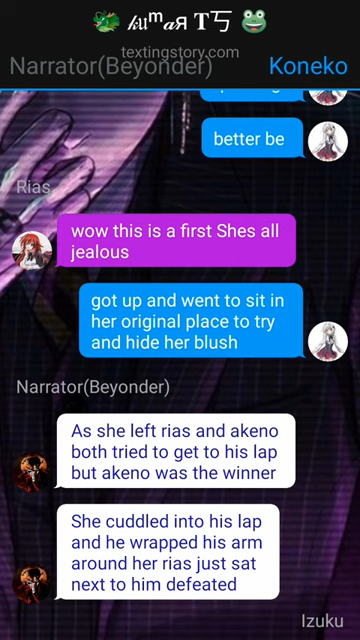 🐲 𝓀𝓊ᵐ𝒶я T丂 🐸
textingstory.com
Narrator(Beyonder) Koneko
better be
Rias
wow this is a first Shes all
jealous
got up and went to sit in
her original place to try
and hide her blush
Narrator(Beyonder)
As she left rias and akeno
both tried to get to his lap
but akeno was the winner
She cuddled into his lap
and he wrapped his arm
around her rias just sat
next to him defeated
Izuku